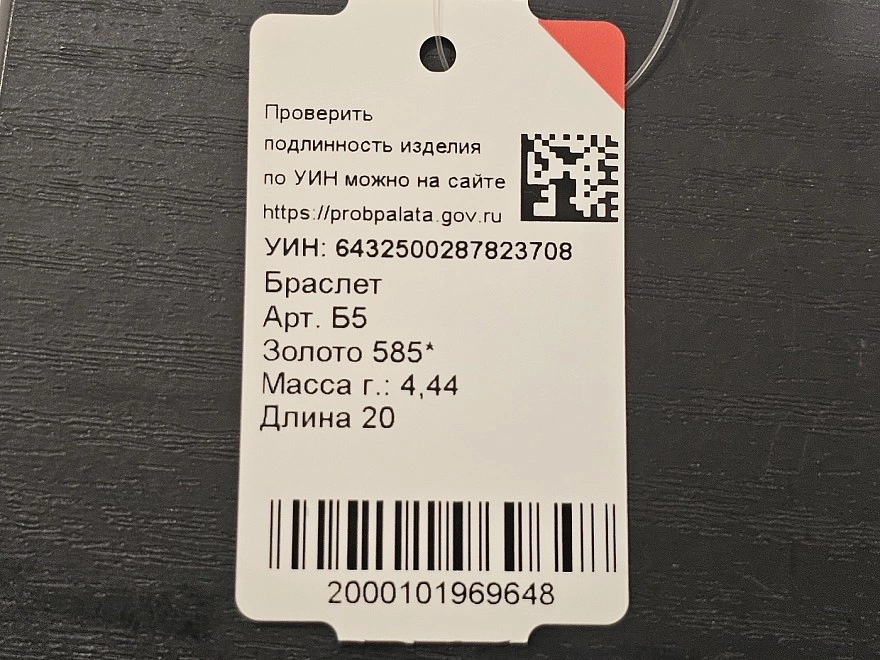 Проверить
подлинность изделия
по УИН можно на сайте
https://probpalata.gov.ru
УИН: 6432500287823708
Браслет
Арт. Б5
Золото 585*
Масса г.: 4,44
Длина 20
2000101969648